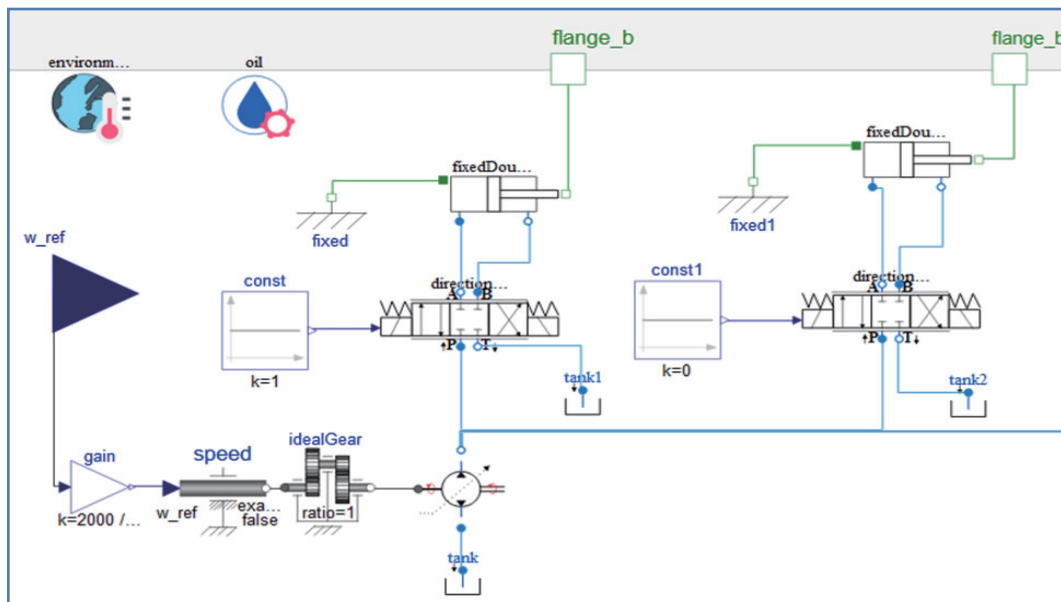 flange_b
flange_b
environm...
oil
fixedDou...
fixedDou...
fixed
fixed1
w_ref
const
const1
direction...
direction...
A B
A B
P T
P T
k=1
k=0
tank1
tank2
gain
speed
idealGear
k=2000 /...
w_ref
exa...
false
ratio=1
tank